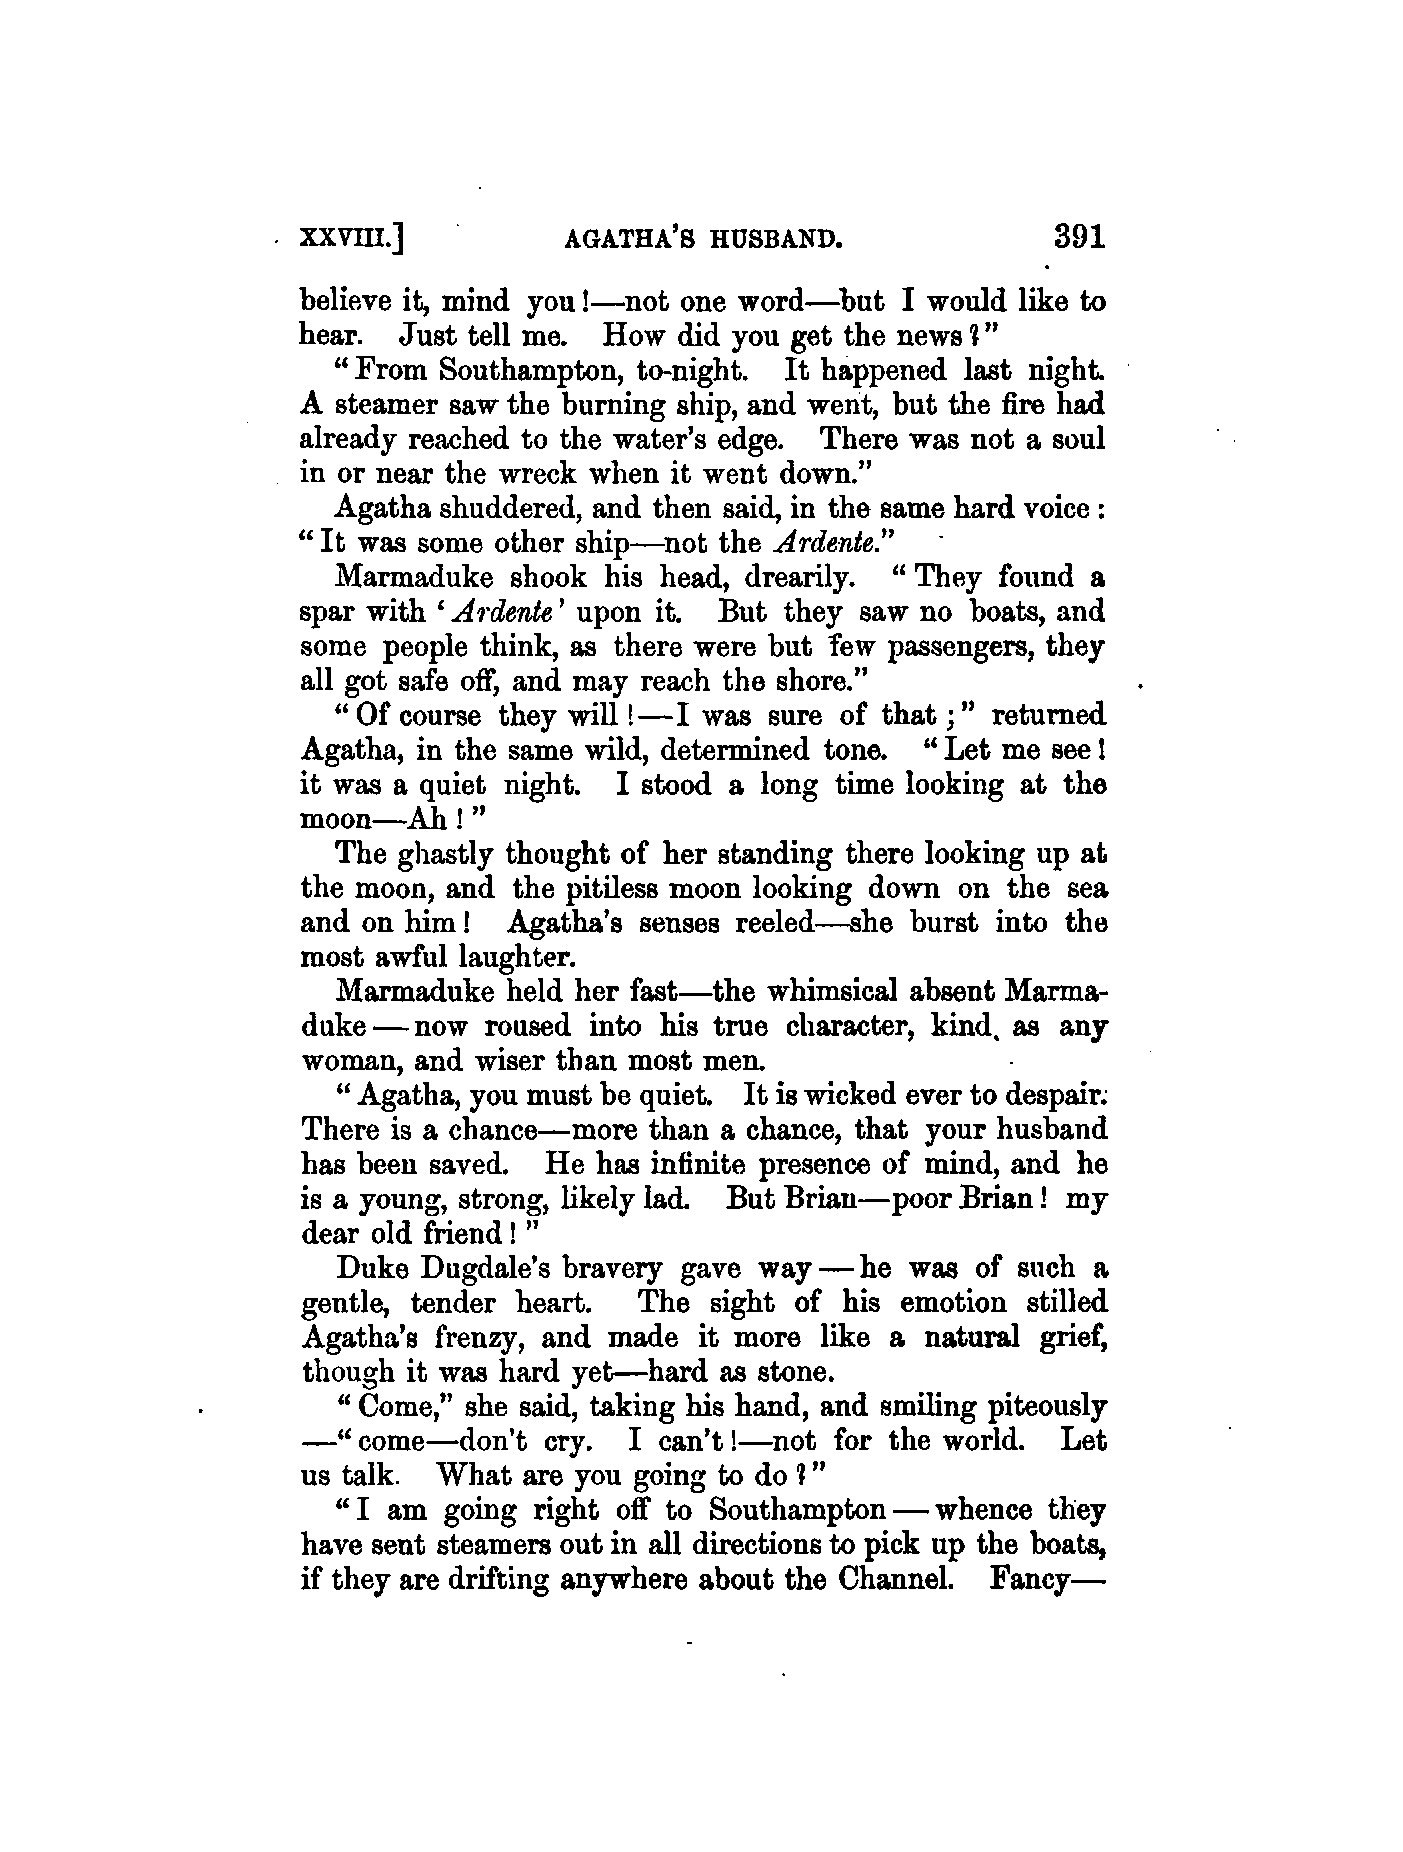 XXVIII.] AGATHA'S HUSBAND. 391
believe it, mind you!—not one word—but I would like to
hear. Just tell me. How did you get the news?"
"From Southampton, to-night. It happened last night.
A steamer saw the burning ship, and went, but the fire had
already reached to the water's edge. There was not a soul
in or near the wreck when it went down."
Agatha shuddered, and then said, in the same hard voice:
"It was some other ship—not the Ardente."
Marmaduke shook his head, drearily. "They found a
spar with 'Ardente' upon it. But they saw no boats, and
some people think, as there were but few passengers, they
all got safe off, and may reach the shore."
"Of course they will!—I was sure of that;" returned
Agatha, in the same wild, determined tone. "Let me see!
it was a quiet night. I stood a long time looking at the
moon—Ah!"
The ghastly thought of her standing there looking up at
the moon, and the pitiless moon looking down on the sea
and on him! Agatha's senses reeled—she burst into the
most awful laughter.
Marmaduke held her fast—the whimsical absent Marma-
duke—now roused into his true character, kind, as any
woman, and wiser than most men.
"Agatha, you must be quiet. It is wicked ever to despair.
There is a chance—more than a chance, that your husband
has been saved. He has infinite presence of mind, and he
is a young, strong, likely lad. But Brian—poor Brian! my
dear old friend!"
Duke Dugdale's bravery gave way—he was of such a
gentle, tender heart. The sight of his emotion stilled
Agatha's frenzy, and made it more like a natural grief,
though it was hard yet—hard as stone.
"Come," she said, taking his hand, and smiling piteously
—"come—don't cry. I can't!—not for the world. Let
us talk. What are you going to do?"
"I am going right off to Southampton—whence they
have sent steamers out in all directions to pick up the boats,
if they are drifting anywhere about the Channel. Fancy—